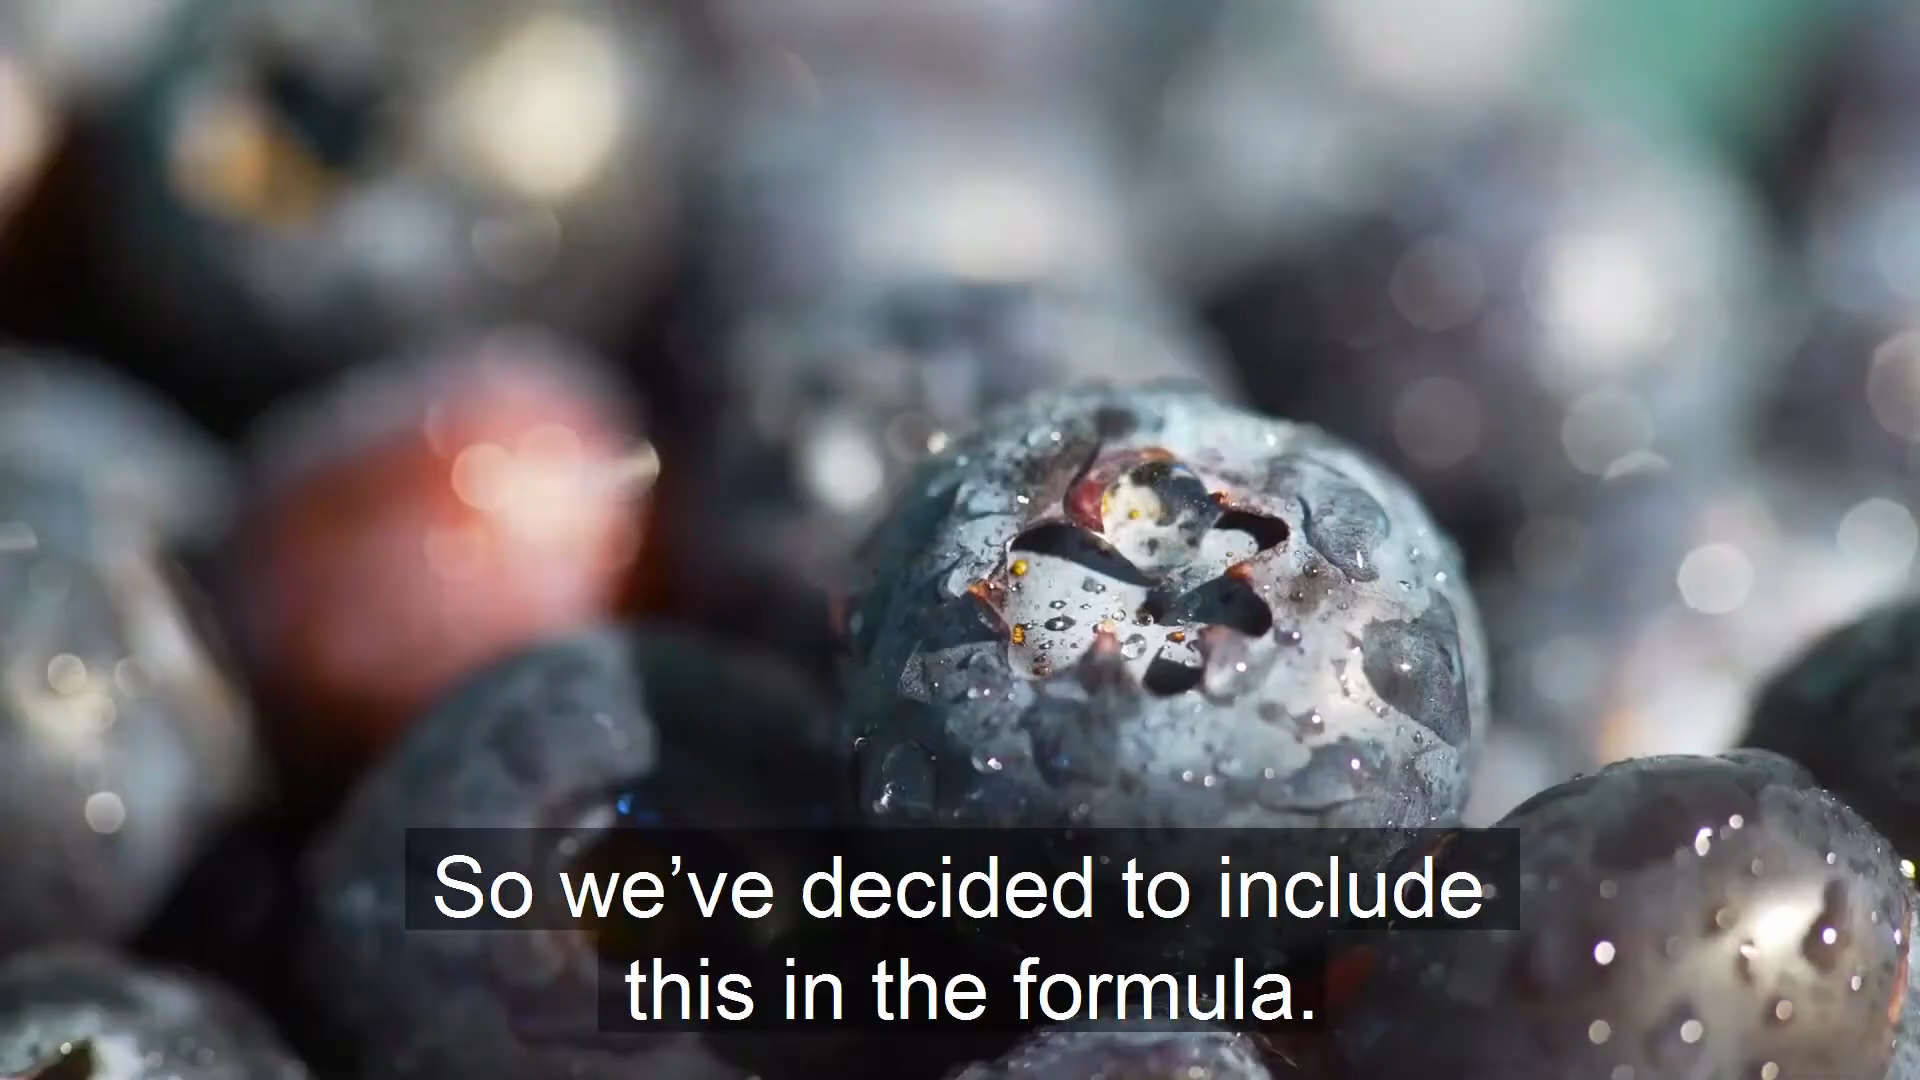 So we’ve decided to include
this in the formula.